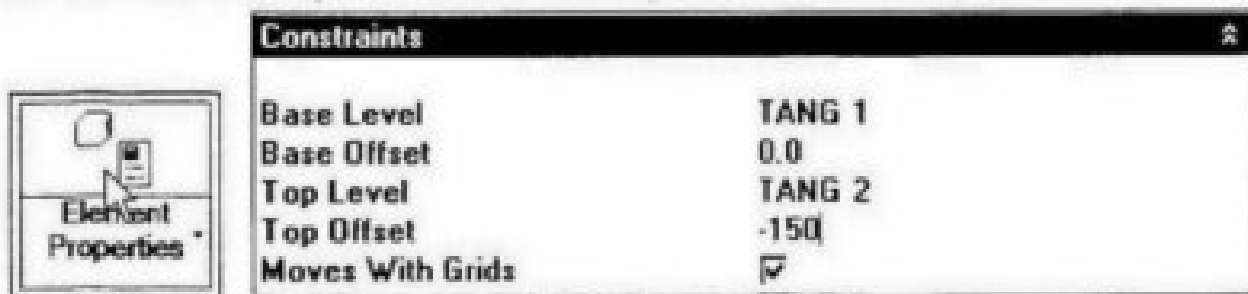 Constraints
Base Level TANG 1
Base Offset 0.0
Top Level TANG 2
Top Offset -150
Moves With Grids
Element
Properties